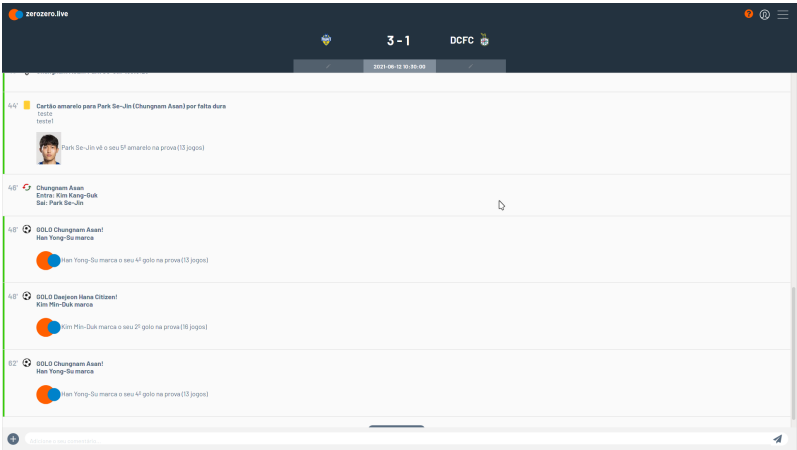 zerozero.live
?
3 - 1
DCFC
2021-06-12 10:30:00
44'
Cartão amarelo para Park Se-Jin (Chungnam Asan) por falta dura
teste
teste1
Park Se-Jin vê o seu 5º amarelo na prova (13 jogos)
46'
Chungnam Asan
Entra: Kim Kang-Guk
Sai: Park Se-Jin
48'
GOLO Chungnam Asan!
Han Yong-Su marca
Han Yong-Su marca o seu 4º golo na prova (13 jogos)
48'
GOLO Daejeon Hana Citizen!
Kim Min-Duk marca
Kim Min-Duk marca o seu 2º golo na prova (16 jogos)
62'
GOLO Chungnam Asan!
Han Yong-Su marca
Han Yong-Su marca o seu 4º golo na prova (13 jogos)